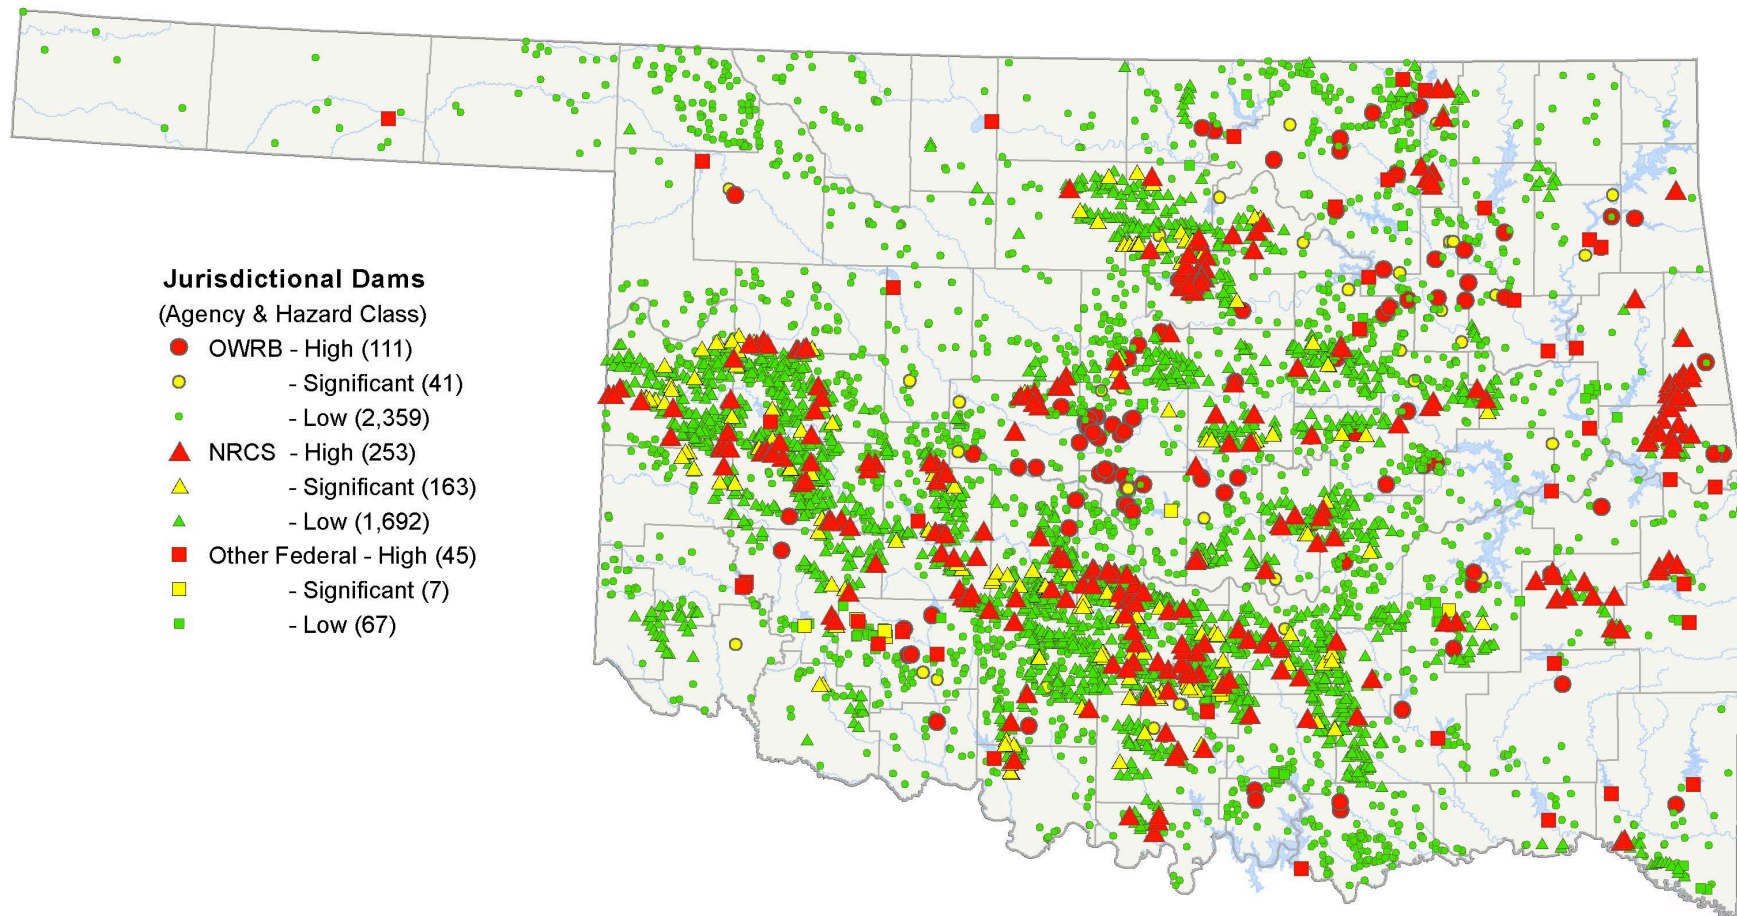 Jurisdictional Dams
(Agency & Hazard Class)
OWRB - High (111)
- Significant (41)
- Low (2,359)
NRCS - High (253)
- Significant (163)
- Low (1,692)
Other Federal - High (45)
- Significant (7)
- Low (67)